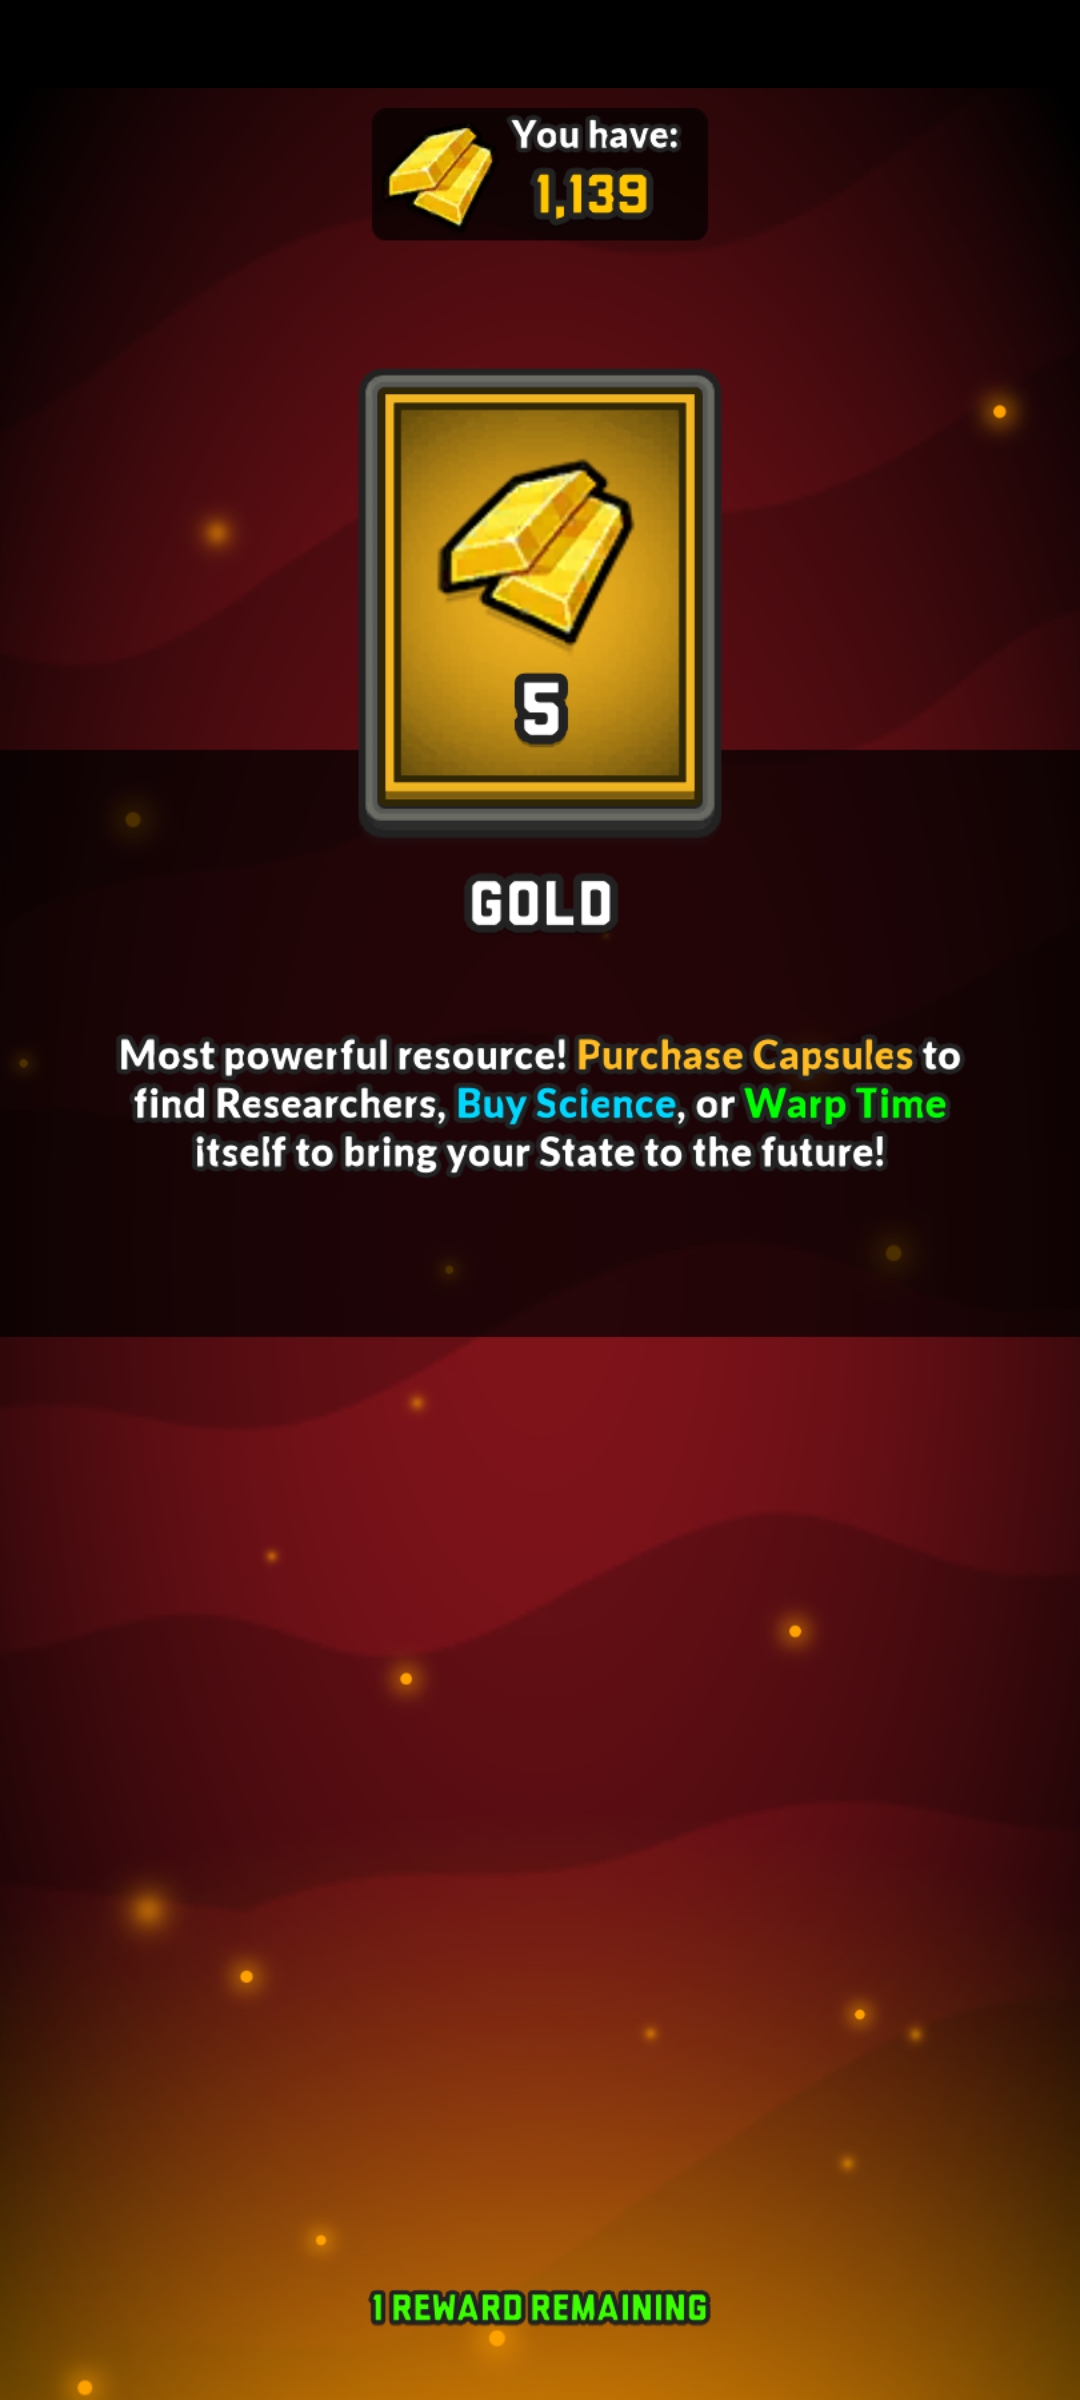 You have:
1,139
5
GOLD
Most powerful resource! Purchase Capsules to
find Researchers, Buy Science, or Warp Time
itself to bring your State to the future!
1 REWARD REMAINING